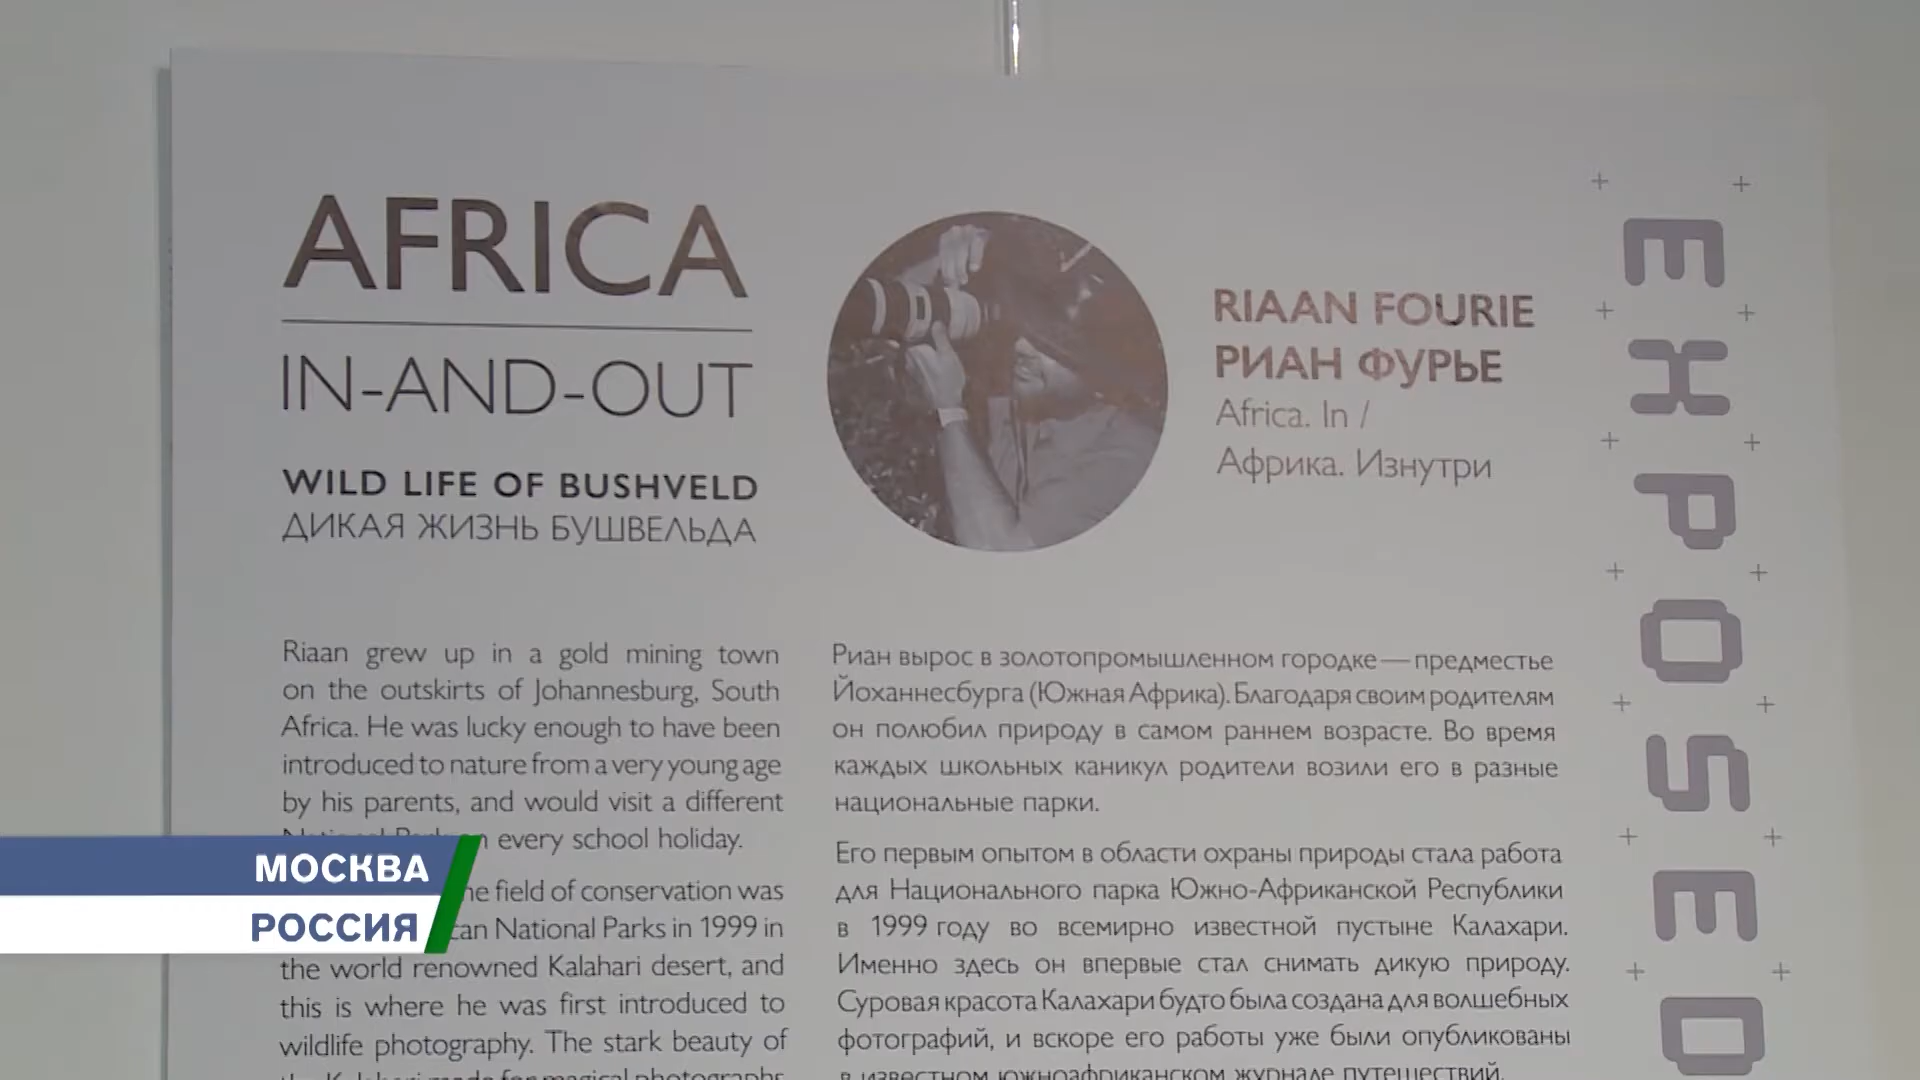 AFRICA
IN-AND-OUT
WILD LIFE OF BUSHVELD
ДИКАЯ ЖИЗНЬ БУШВЕЛЬДА
RIAAN FOURIE
РИАН ФУРЬЕ
Africa. In /
Африка. Изнутри
Riaan grew up in a gold mining town
on the outskirts of Johannesburg, South
Africa. He was lucky enough to have been
introduced to nature from a very young age
by his parents, and would visit a different
every school holiday.
field of conservation was
National Parks in 1999 in
the world renowned Kalahari desert, and
this is where he was first introduced to
wildlife photography. The stark beauty of
Риан вырос в золотопромышленном городке — предместье
Йоханнесбурга (Южная Африка). Благодаря своим родителям
он полюбил природу в самом раннем возрасте. Во время
каждых школьных каникул родители возили его в разные
национальные парки.
Его первым опытом в области охраны природы стала работа
для Национального парка Южно-Африканской Республики
в 1999 году во всемирно известной пустыне Калахари.
Именно здесь он впервые стал снимать дикую природу.
Суровая красота Калахари будто была создана для волшебных
фотографий, и вскоре его работы уже были опубликованы
в известном южноафриканском журнале путешествий.
EXPOSED
МОСКВА
РОССИЯ